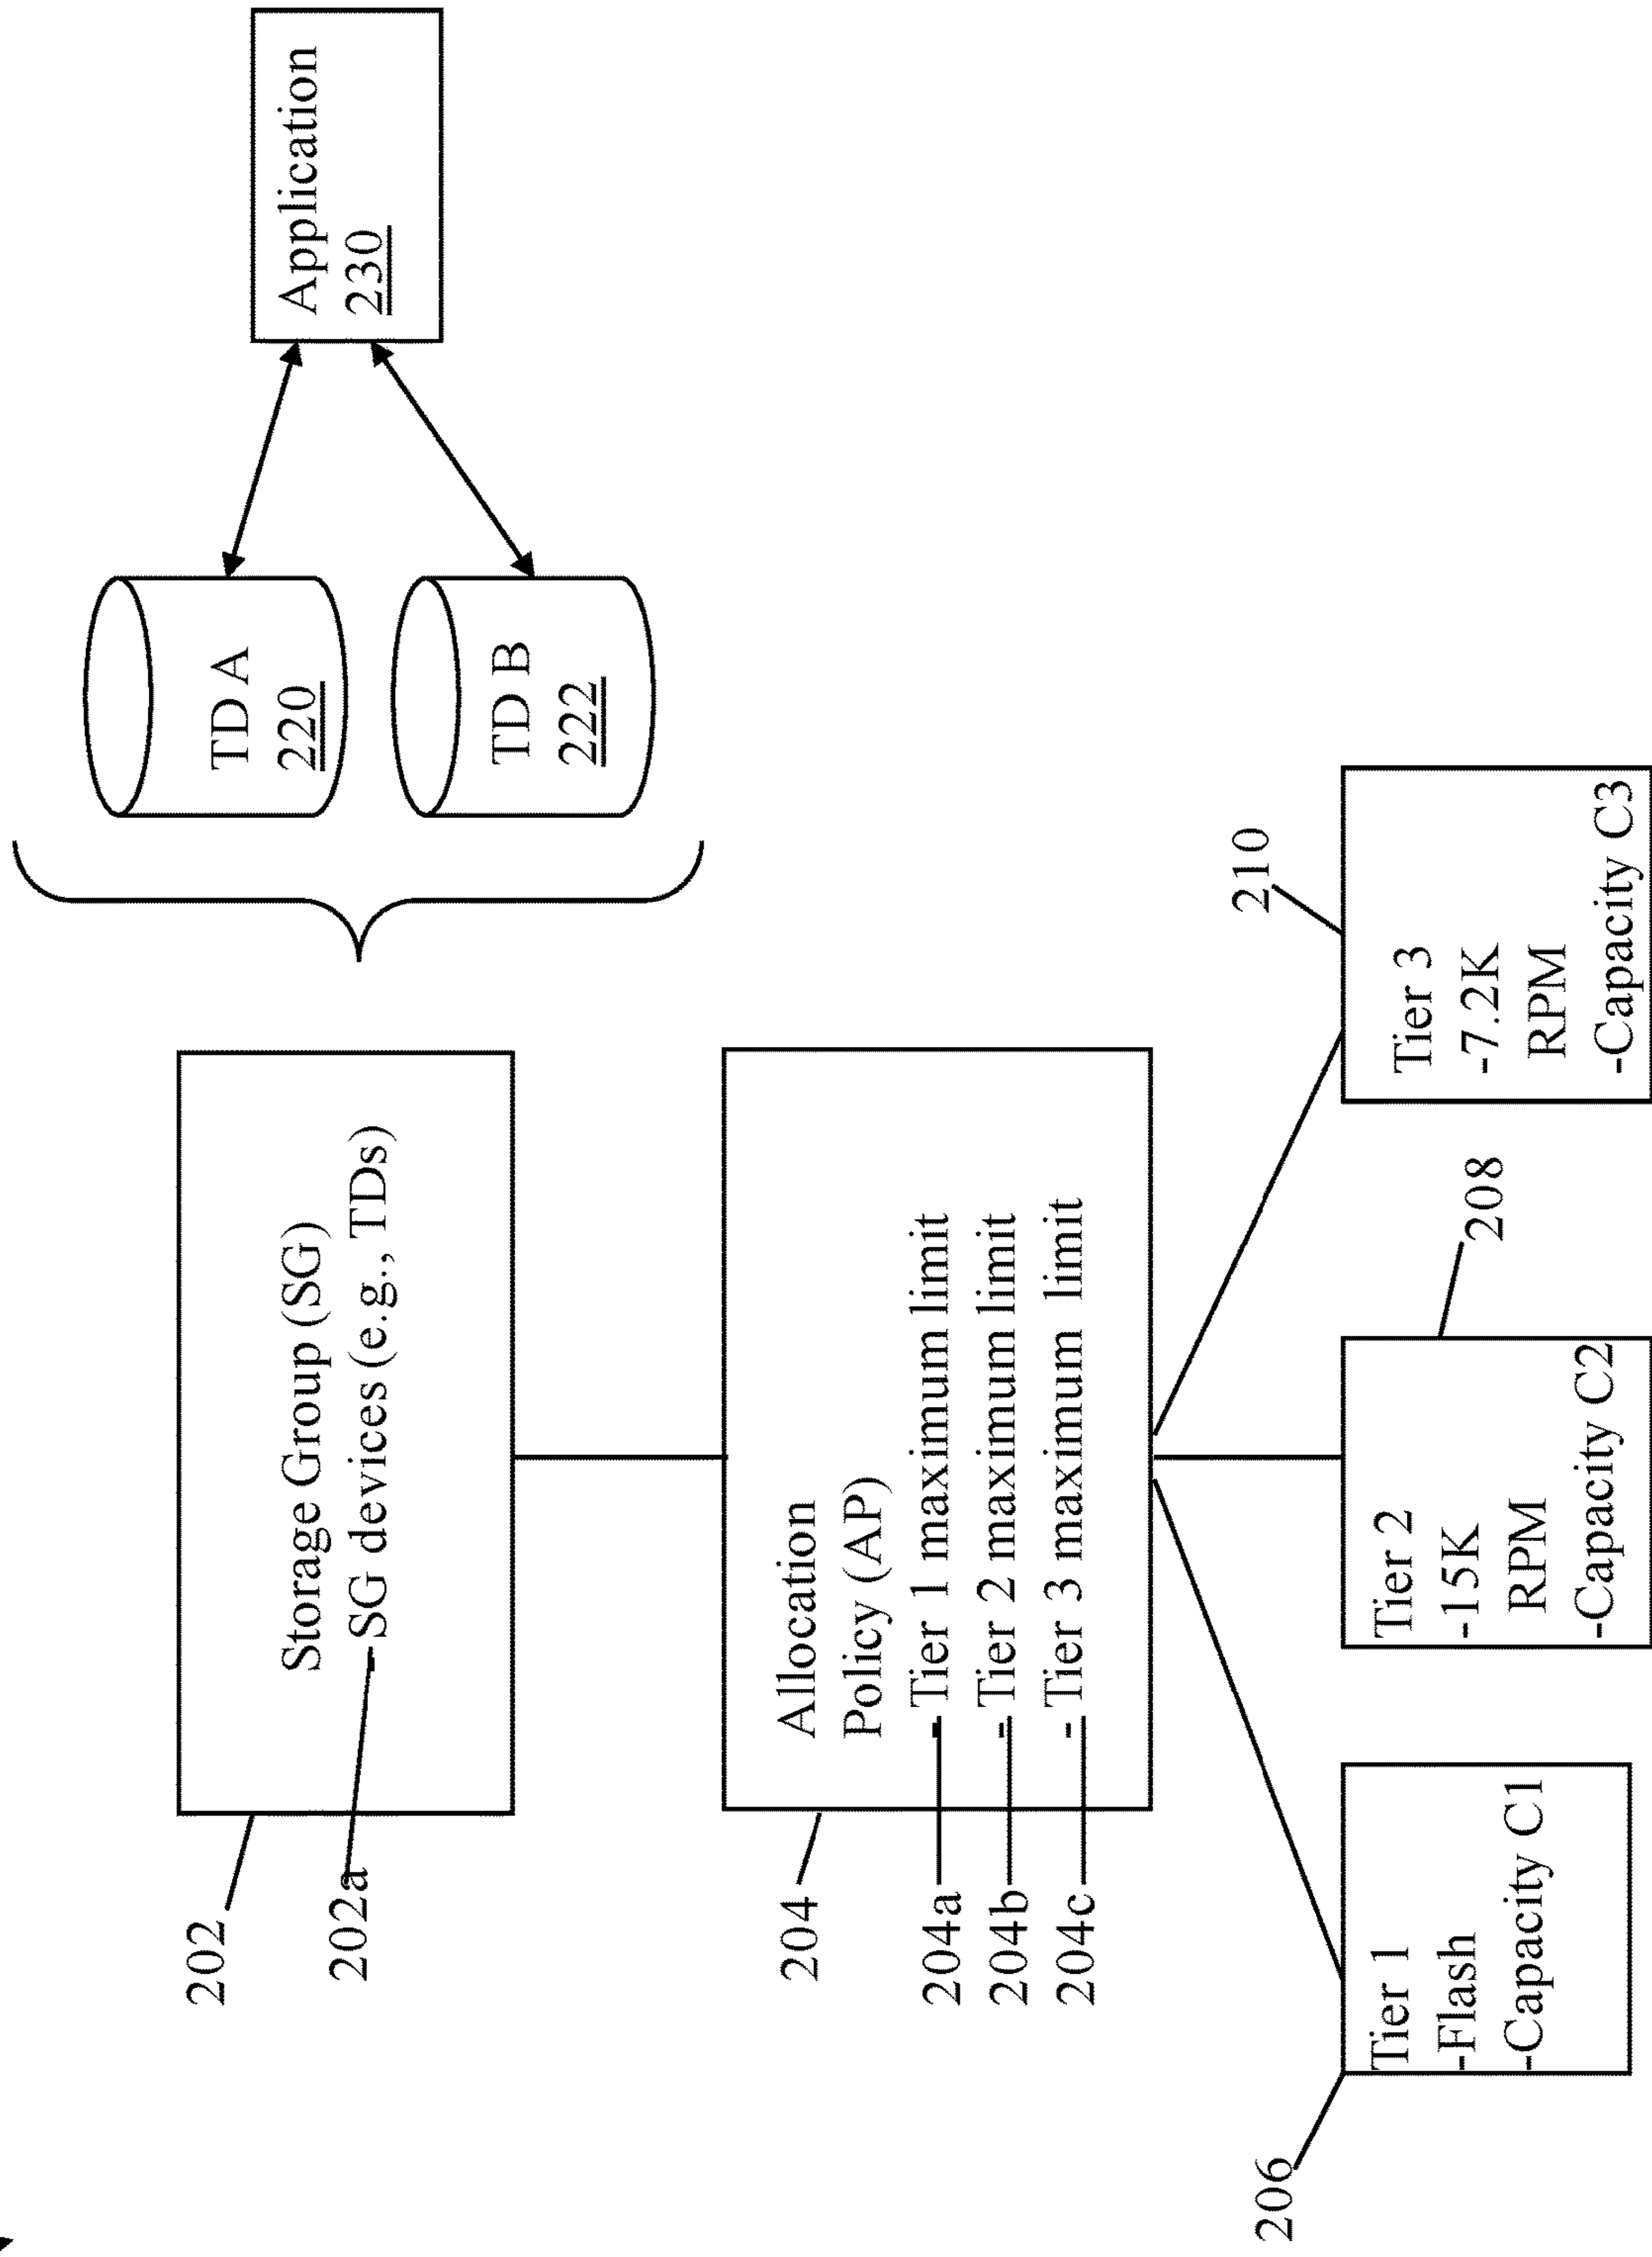 202
202a
Storage Group (SG)
-SG devices (e.g., TDs)
TD A
220
TD B
222
Application
230
204
204a
204b
204c
Allocation
Policy (AP)
-Tier 1 maximum limit
-Tier 2 maximum limit
-Tier 3 maximum limit
206
Tier 1
-Flash
-Capacity C1
Tier 2
-15K
RPM
-Capacity C2
208
210
Tier 3
-7.2K
RPM
-Capacity C3